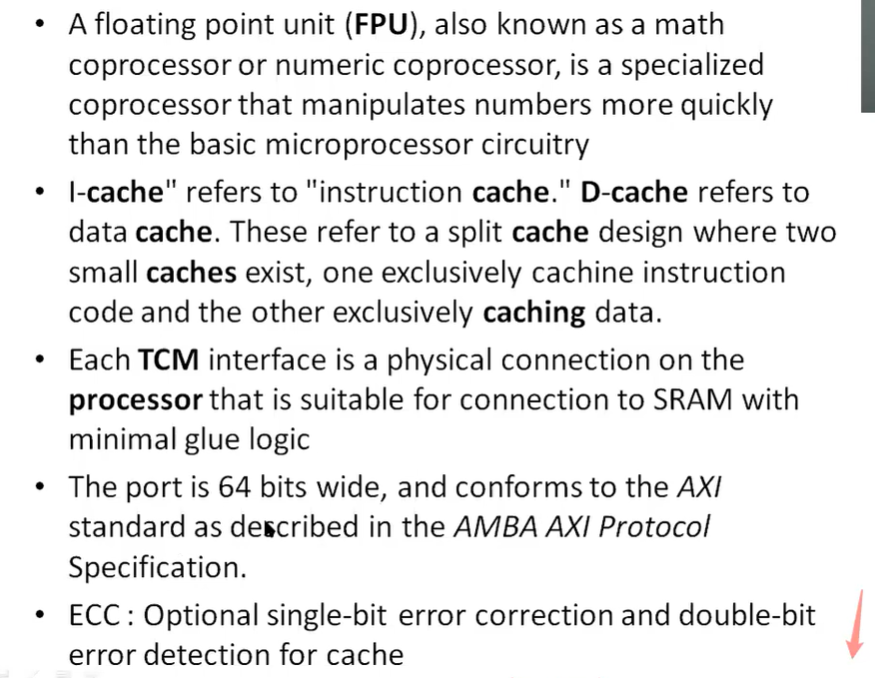 • A floating point unit (FPU), also known as a math
coprocessor or numeric coprocessor, is a specialized
coprocessor that manipulates numbers more quickly
than the basic microprocessor circuitry
• I-cache" refers to "instruction cache." D-cache refers to
data cache. These refer to a split cache design where two
small caches exist, one exclusively cachine instruction
code and the other exclusively caching data.
• Each TCM interface is a physical connection on the
processor that is suitable for connection to SRAM with
minimal glue logic
• The port is 64 bits wide, and conforms to the AXI
standard as described in the AMBA AXI Protocol
Specification.
• ECC : Optional single-bit error correction and double-bit
error detection for cache